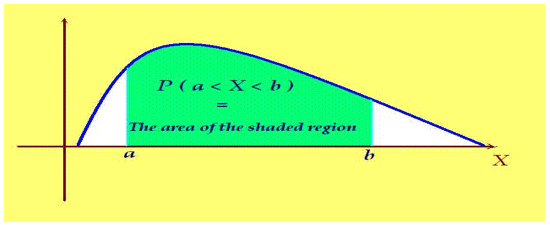 P ( a < X < b )
=
The area of the shaded region
a
b
X